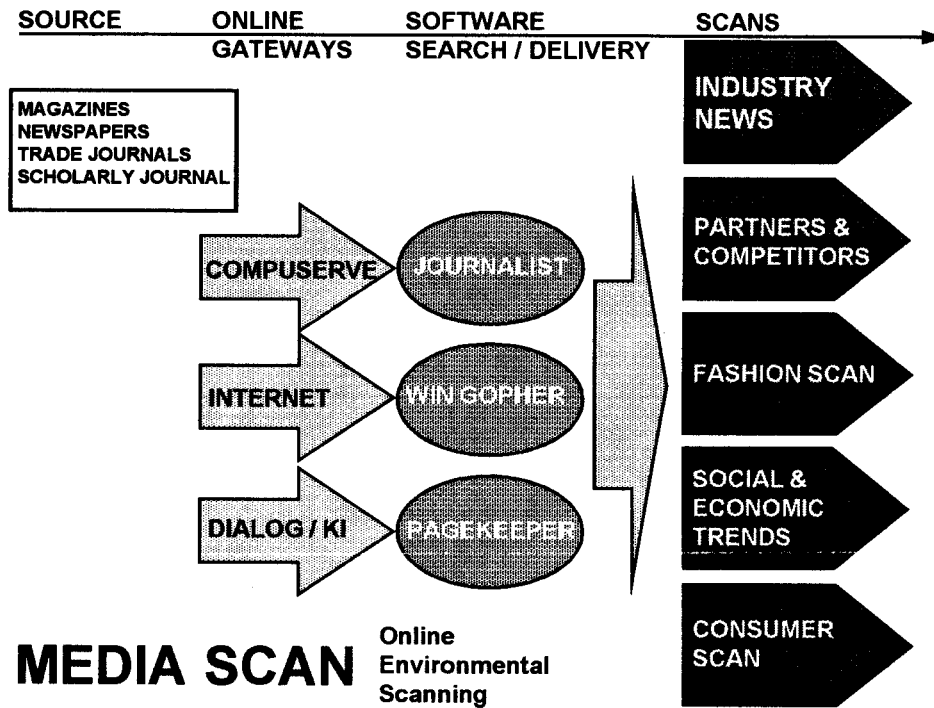 SOURCE
ONLINE
GATEWAYS
SOFTWARE
SEARCH / DELIVERY
SCANS
MAGAZINES
NEWSPAPERS
TRADE JOURNALS
SCHOLARLY JOURNAL
COMPUSERVE
JOURNALIST
INTERNET
WIN GOPHER
DIALOG / KI
PAGEKEEPER
INDUSTRY
NEWS
PARTNERS &
COMPETITORS
FASHION SCAN
SOCIAL &
ECONOMIC
TRENDS
CONSUMER
SCAN
MEDIA SCAN
Online
Environmental
Scanning